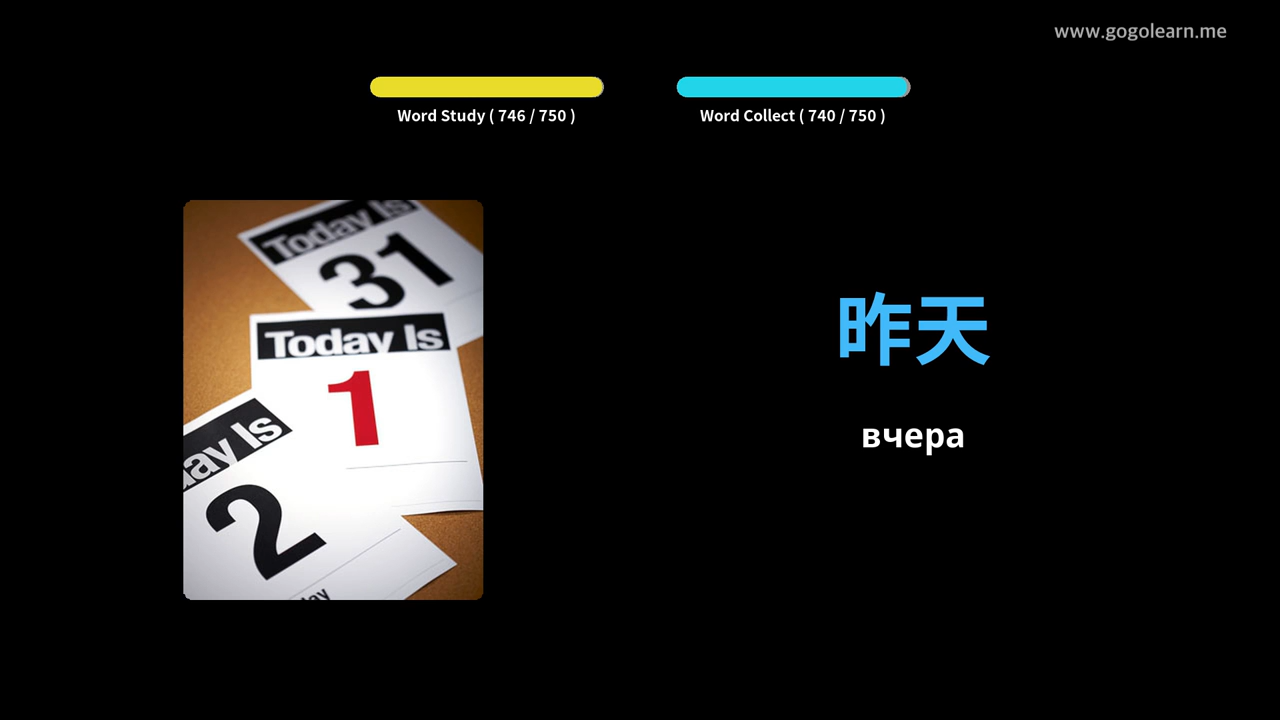 www.gogolearn.me
Word Study ( 746 / 750 )
Word Collect ( 740 / 750 )
Today Is
31
Today Is
1
day Is
2
昨天
вчера